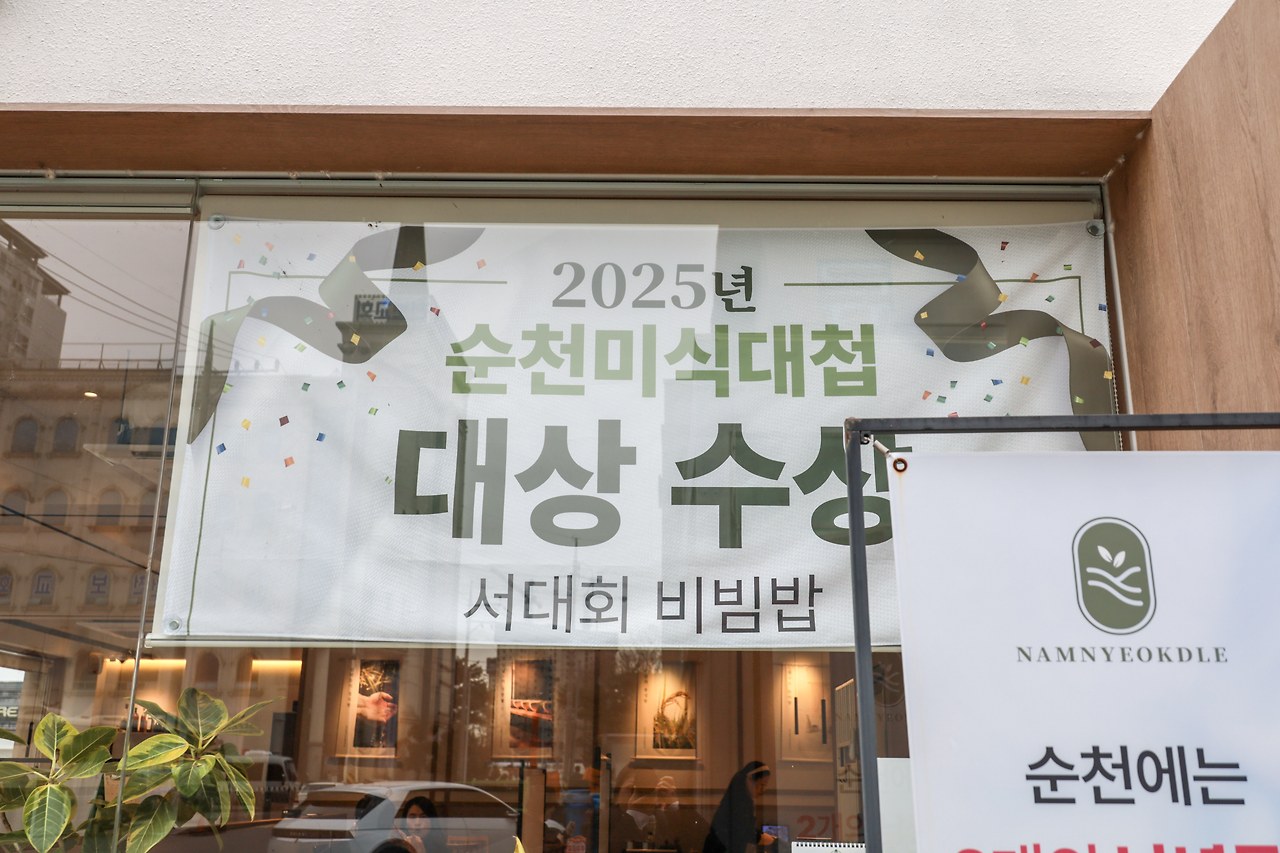 2025년
순천미식대첩
대상 수상
서대회 비빔밥
NAMNYEOKDLE
순천에는